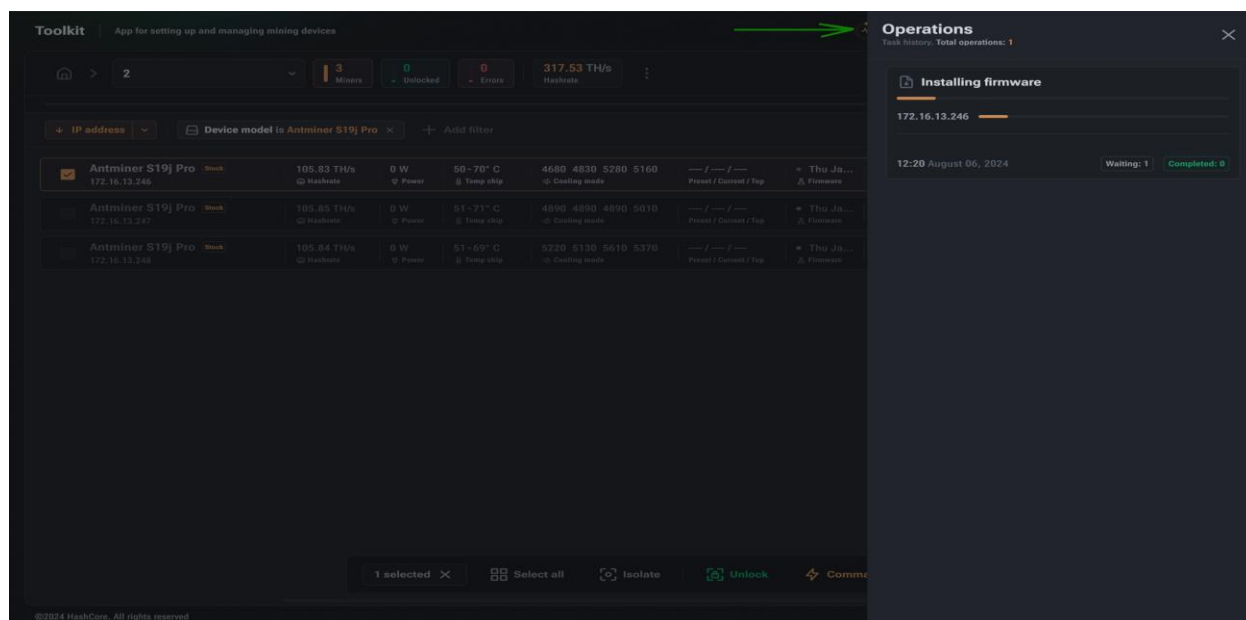 Toolkit App for setting up and managing mining devices
2
3 Miners
0 Unlocked
0 Errors
317.53 TH/s Hashrate
IP address
Device model is Antminer S19j Pro
Add filter
Antminer S19j Pro Stock
172.16.13.246
105.83 TH/s
Hashrate
0 W
Power
50-70° C
Temp chip
4680 4830 5280 5160
Cooling mode
— / — / —
Preset / Current / Top
Thu Ja...
Firmware
Antminer S19j Pro Stock
172.16.13.247
105.85 TH/s
Hashrate
0 W
Power
51-71° C
Temp chip
4890 4890 4890 5010
Cooling mode
— / — / —
Preset / Current / Top
Thu Ja...
Firmware
Antminer S19j Pro Stock
172.16.13.248
105.84 TH/s
Hashrate
0 W
Power
51-69° C
Temp chip
5220 5130 5610 5370
Cooling mode
— / — / —
Preset / Current / Top
Thu Ja...
Firmware
1 selected
Select all
Isolate
Unlock
Comma
©2024 HashCore. All rights reserved
Operations
Task history. Total operations: 1
Installing firmware
172.16.13.246
12:20 August 06, 2024
Waiting: 1
Completed: 0